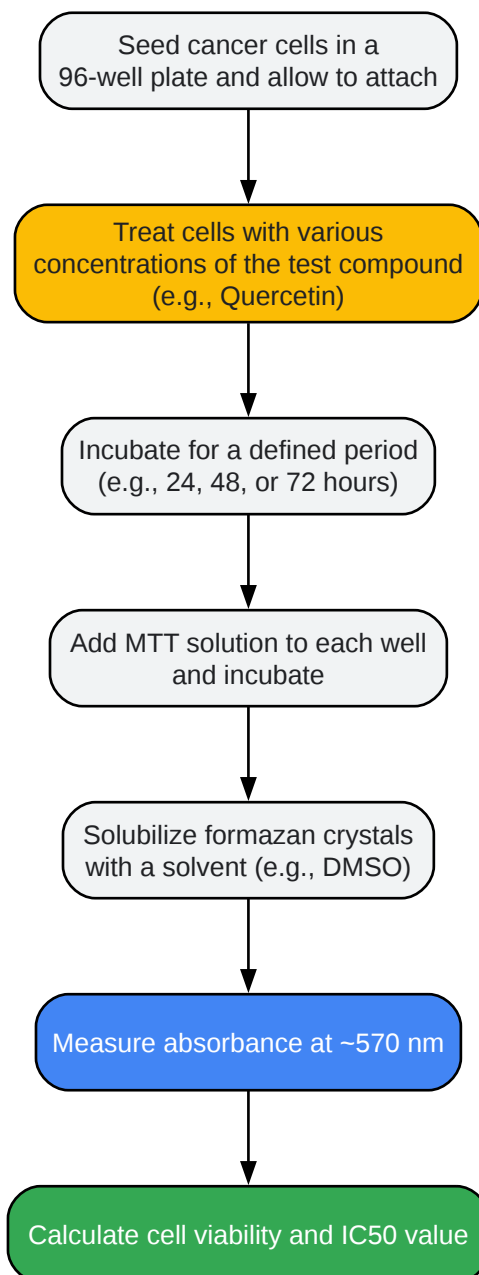 Seed cancer cells in a
96-well plate and allow to attach
Treat cells with various
concentrations of the test compound
(e.g., Quercetin)
Incubate for a defined period
(e.g., 24, 48, or 72 hours)
Add MTT solution to each well
and incubate
Solubilize formazan crystals
with a solvent (e.g., DMSO)
Measure absorbance at ~570 nm
Calculate cell viability and IC50 value